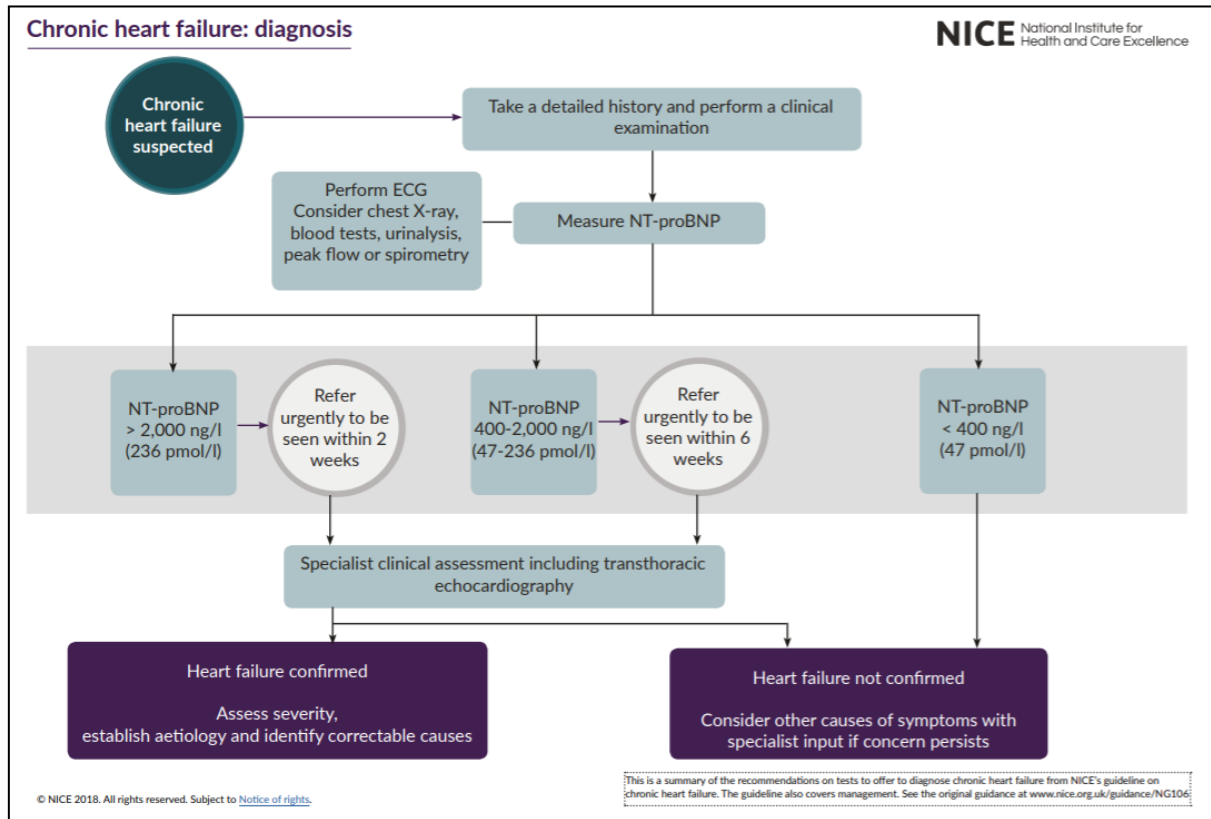 Chronic heart failure: diagnosis
NICE National Institute for
Health and Care Excellence
Chronic
heart failure
suspected
Take a detailed history and perform a clinical
examination
Perform ECG
Consider chest X-ray,
blood tests, urinalysis,
peak flow or spirometry
Measure NT-proBNP
NT-proBNP
> 2,000 ng/l
(236 pmol/l)
Refer
urgently to be
seen within 2
weeks
NT-proBNP
400-2,000 ng/l
(47-236 pmol/l)
Refer
urgently to be
seen within 6
weeks
NT-proBNP
< 400 ng/l
(47 pmol/l)
Specialist clinical assessment including transthoracic
echocardiography
Heart failure confirmed
Assess severity,
establish aetiology and identify correctable causes
Heart failure not confirmed
Consider other causes of symptoms with
specialist input if concern persists
© NICE 2018. All rights reserved. Subject to Notice of rights.
This is a summary of the recommendations on tests to offer to diagnose chronic heart failure from NICE's guideline on
chronic heart failure. The guideline also covers management. See the original guidance at www.nice.org.uk/guidance/NG106